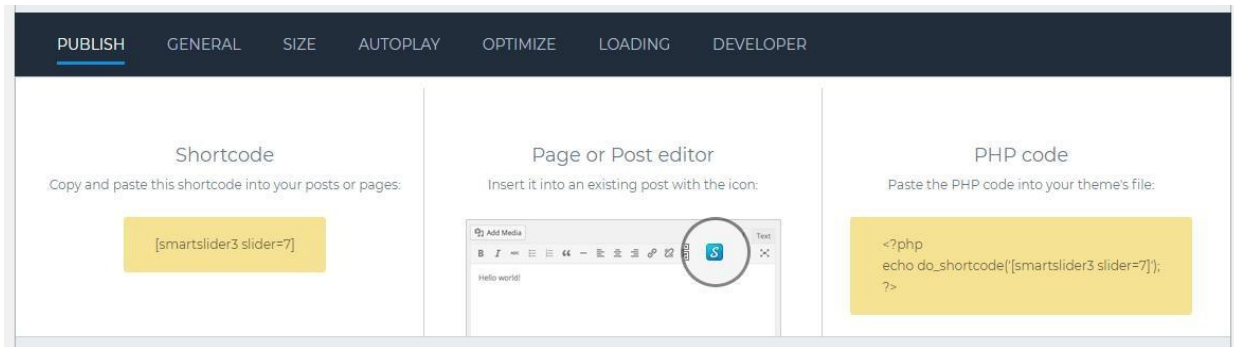 PUBLISH GENERAL SIZE AUTOPLAY OPTIMIZE LOADING DEVELOPER
Shortcode
Copy and paste this shortcode into your posts or pages:
[smartslider3 slider=7]
Page or Post editor
Insert it into an existing post with the icon:
Add Media
Text
B I
S
Hello world!
PHP code
Paste the PHP code into your theme's file:
<?php
echo do_shortcode('[smartslider3 slider=7]');
?>